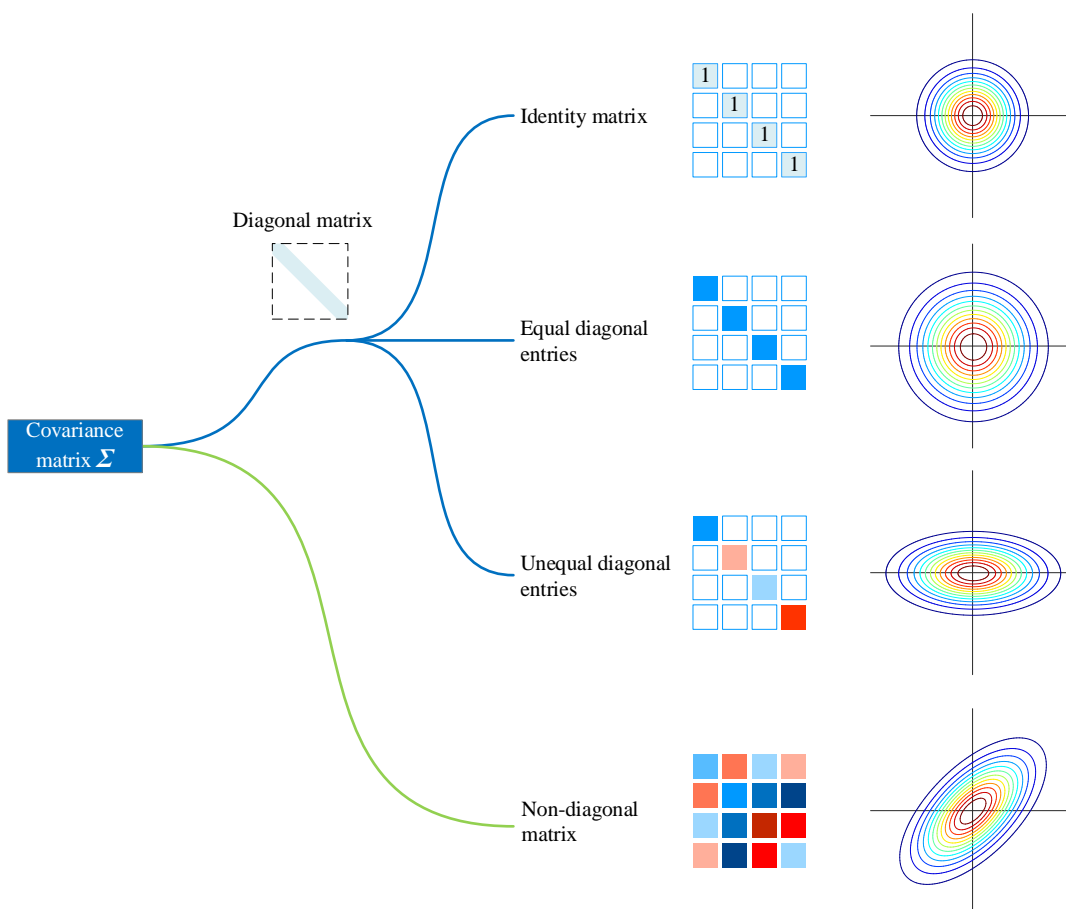 Identity matrix
1
1
1
1
Diagonal matrix
Equal diagonal
entries
Covariance
matrix Σ
Unequal diagonal
entries
Non-diagonal
matrix